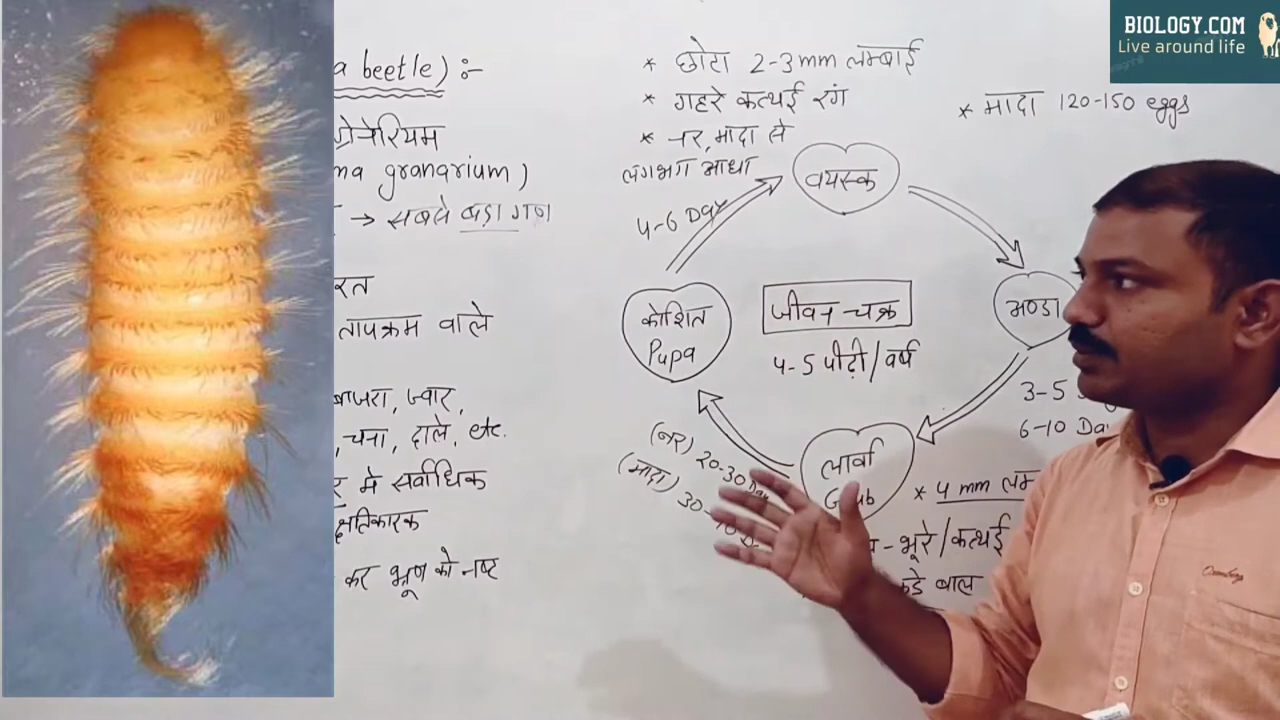 BIOLOGY.COM
Live around life
a beetle) :-
ग्रेनेरियम
ma granarium)
→ सबसे बड़ा गण
रत
तापक्रम वाले
बाजरा, ज्वार,
, चना, दाले, etc.
र मे सर्वाधिक
क्षतिकारक
कर भ्रूण को नष्ट
* छोटा 2-3mm लम्बाई
* गहरे कत्थई रंग
* नर, मादा से
लगभग आधा
* मादा 120-150 eggs
वयस्क
4-6 Day
अण्डा
कोशित
Pupa
जीवन-चक्र
4-5 पीढ़ी/वर्ष
3-5
6-10 Da
(नर) 20-30 Day
(मादा) 30-
लार्वा
* 4 mm लम
- भूरे/कत्थई
कडे बाल